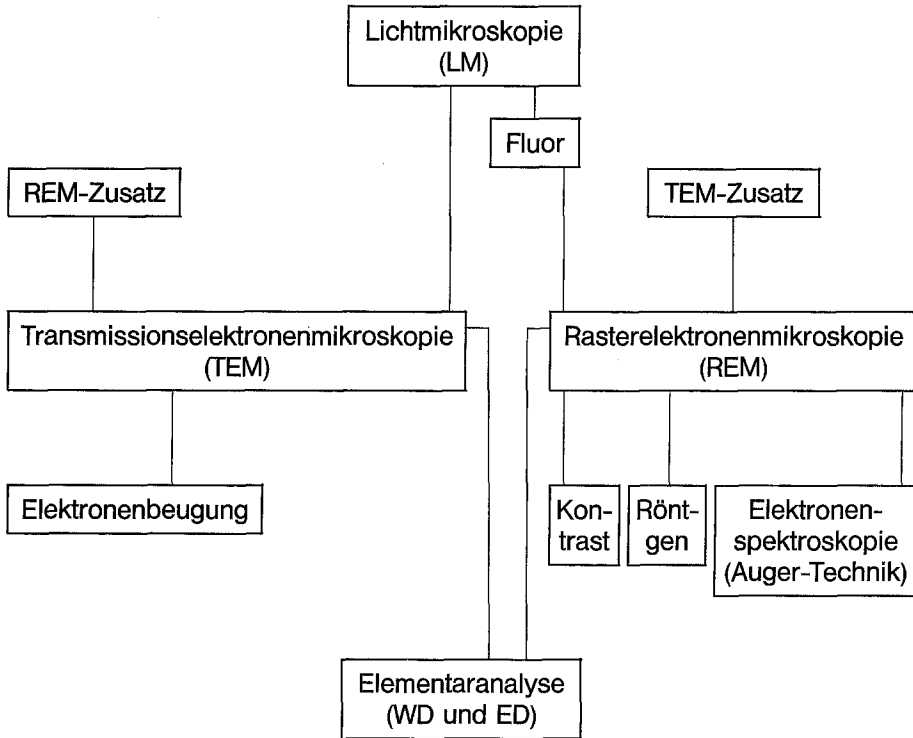 Lichtmikroskopie
(LM)
Fluor
REM-Zusatz
TEM-Zusatz
Transmissionselektronenmikroskopie
(TEM)
Rasterelektronenmikroskopie
(REM)
Elektronenbeugung
Kon-
trast
Rönt-
gen
Elektronen-
spektroskopie
(Auger-Technik)
Elementaranalyse
(WD und ED)